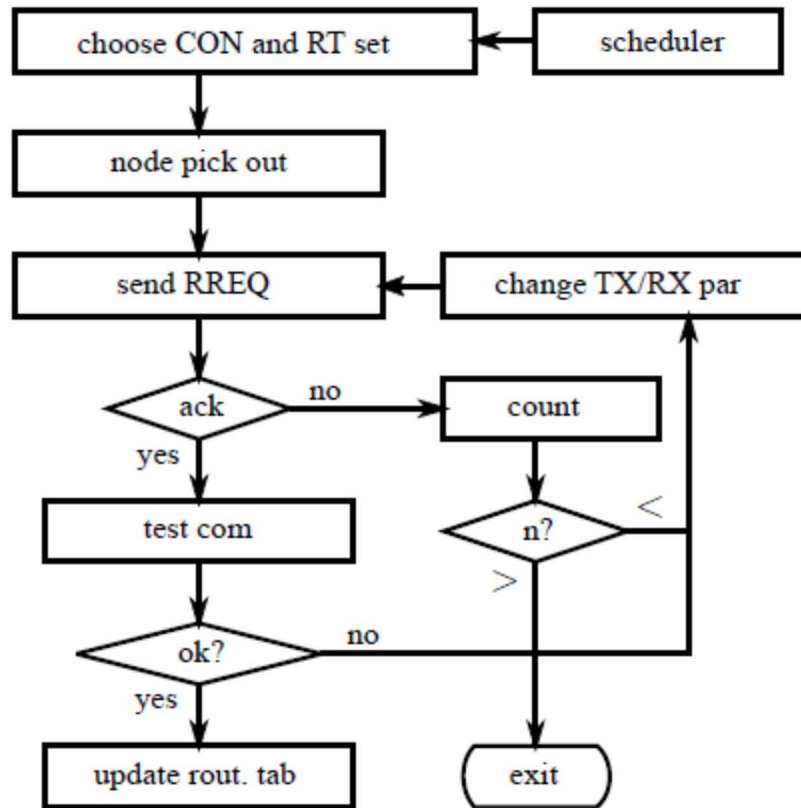 choose CON and RT set
scheduler
node pick out
send RREQ
change TX/RX par
ack
no
count
yes
test com
n?
<
>
ok?
no
yes
update rout. tab
exit